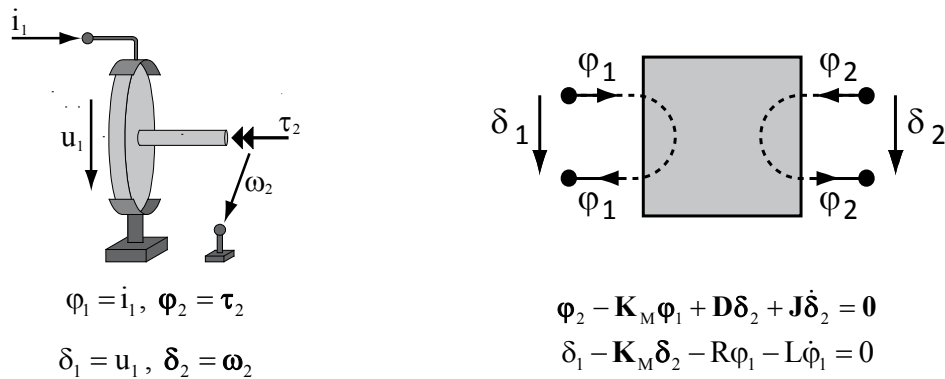 i₁
u₁
τ₂
ω₂
φ₁ = i₁, φ₂ = τ₂
δ₁ = u₁, δ₂ = ω₂
φ₁ φ₂
δ₁ δ₂
φ₁ φ₂
φ₂ − K_M φ₁ + Dδ₂ + Jδ̇₂ = 0
δ₁ − K_M δ₂ − Rφ₁ − Lφ̇₁ = 0